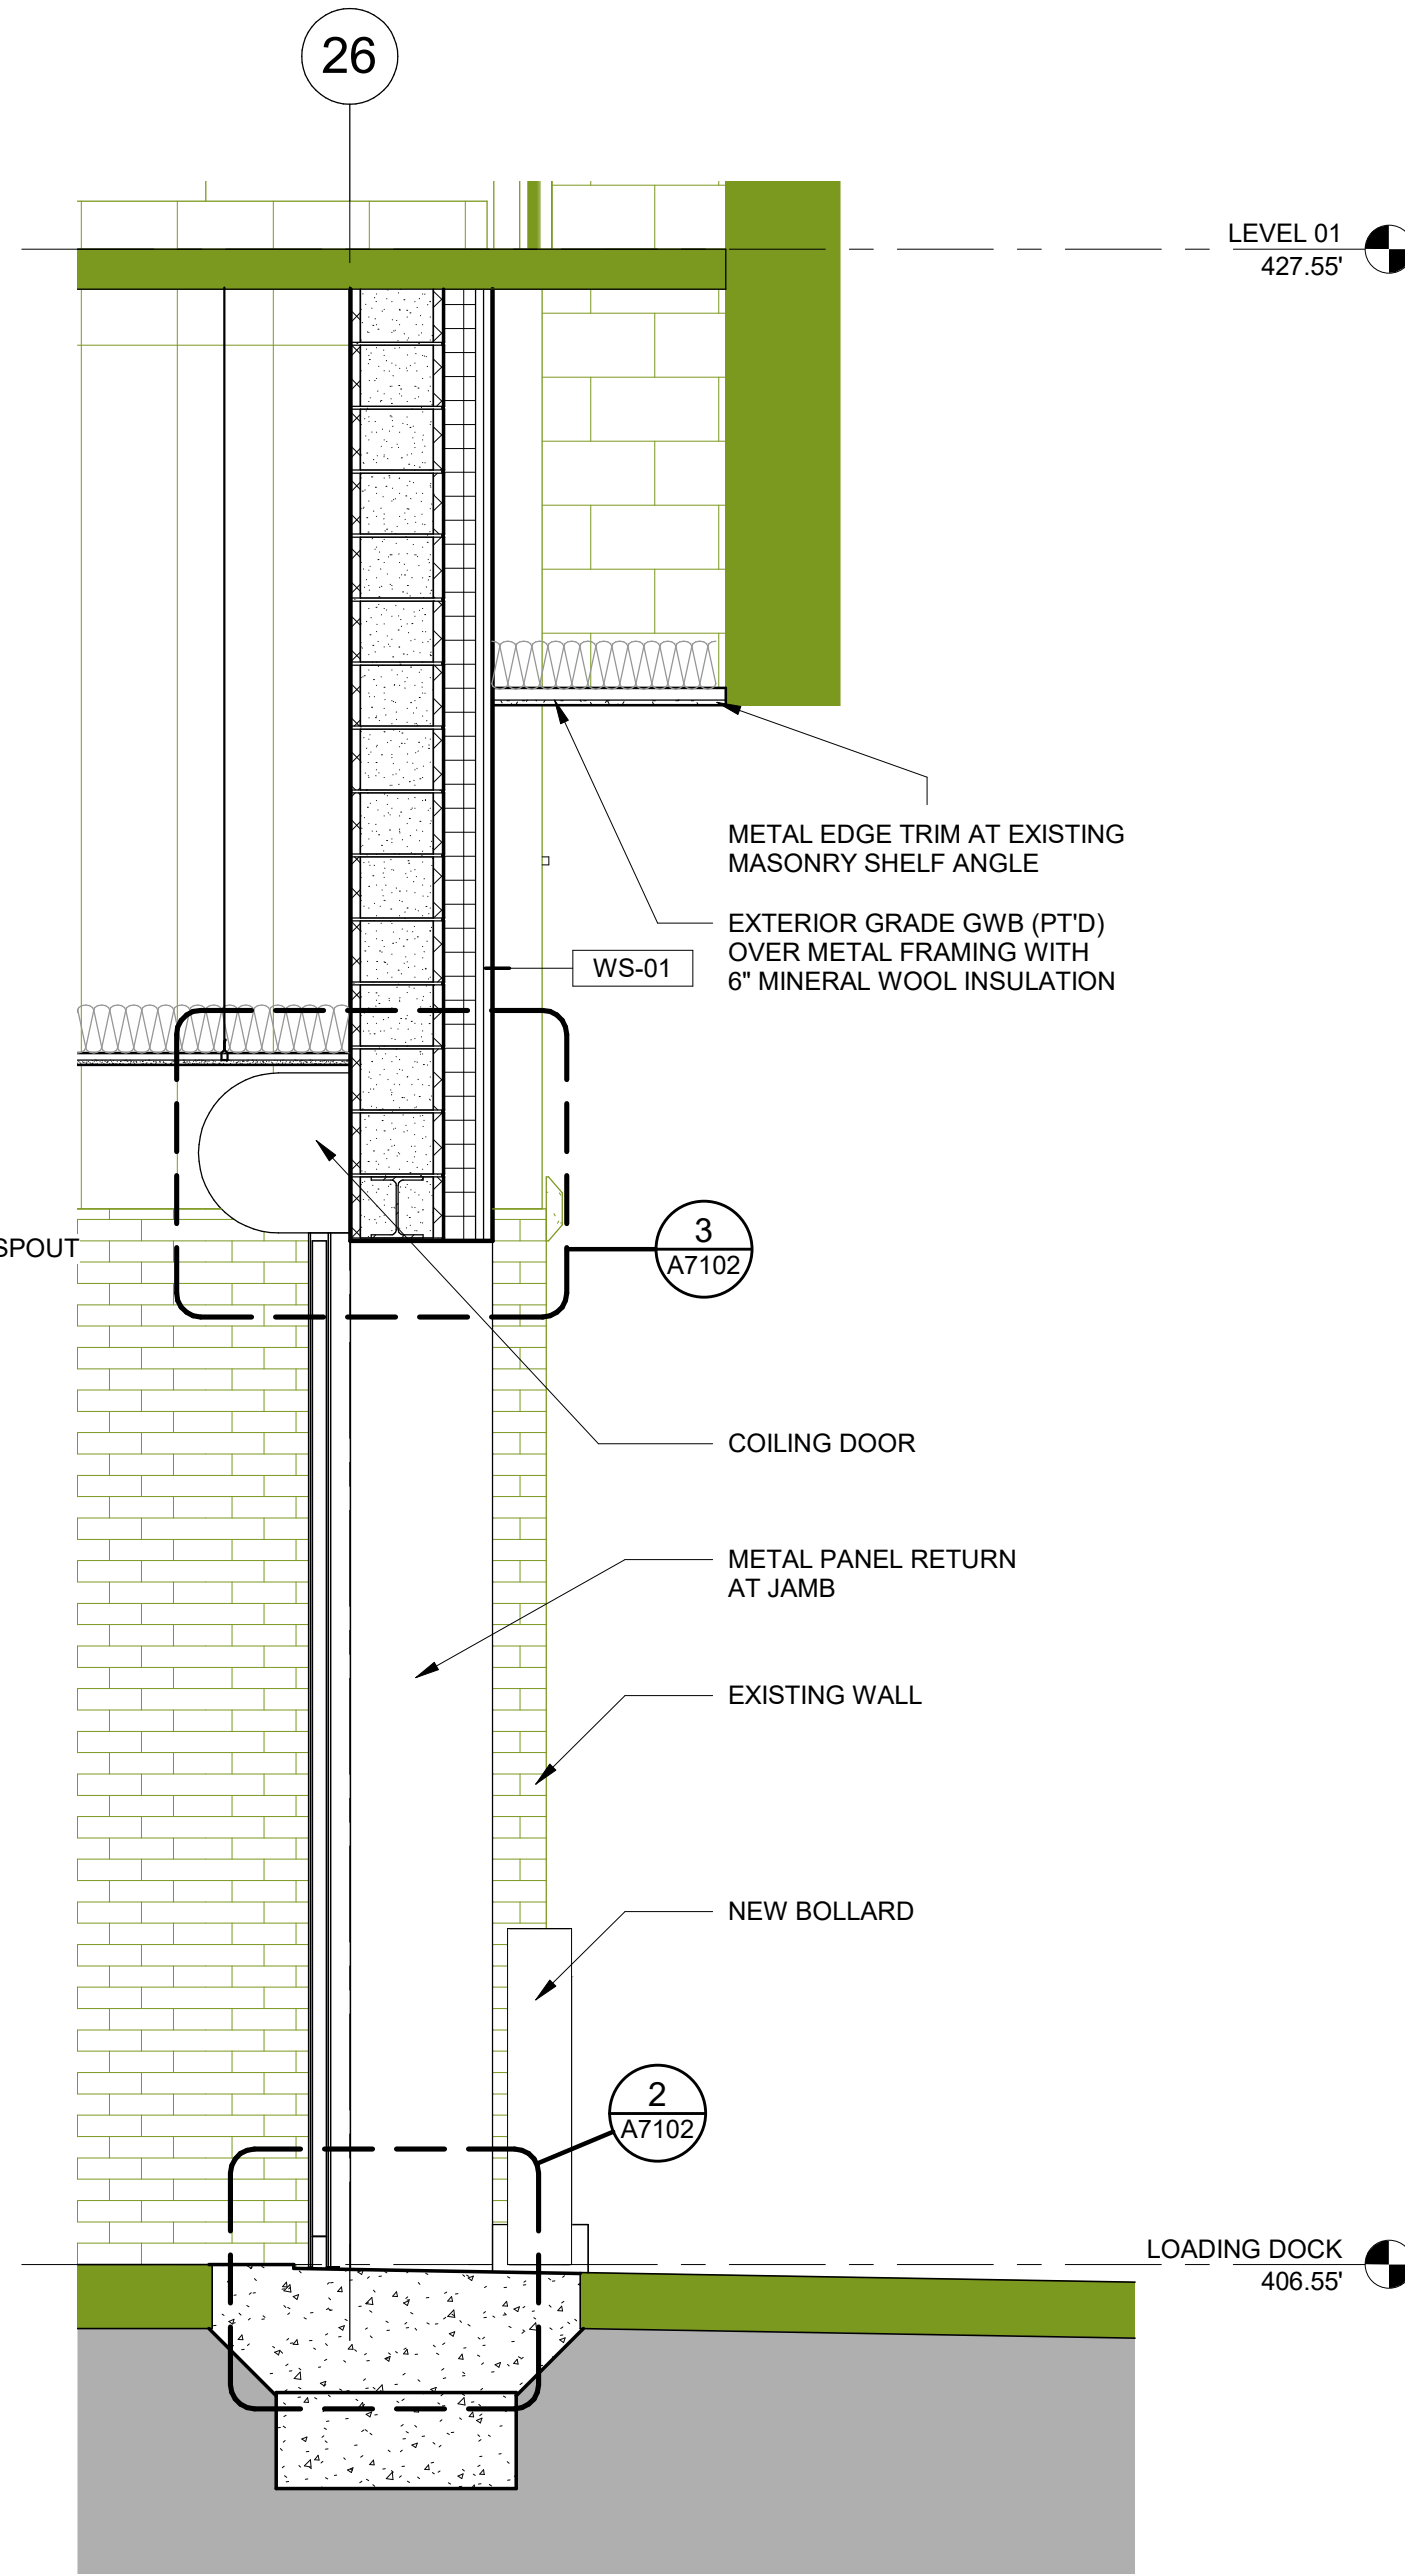 26
LEVEL 01
427.55'
METAL EDGE TRIM AT EXISTING
MASONRY SHELF ANGLE
EXTERIOR GRADE GWB (PT'D)
OVER METAL FRAMING WITH
6" MINERAL WOOL INSULATION
WS-01
SPOUT
3
A7102
COILING DOOR
METAL PANEL RETURN
AT JAMB
EXISTING WALL
NEW BOLLARD
2
A7102
LOADING DOCK
406.55'